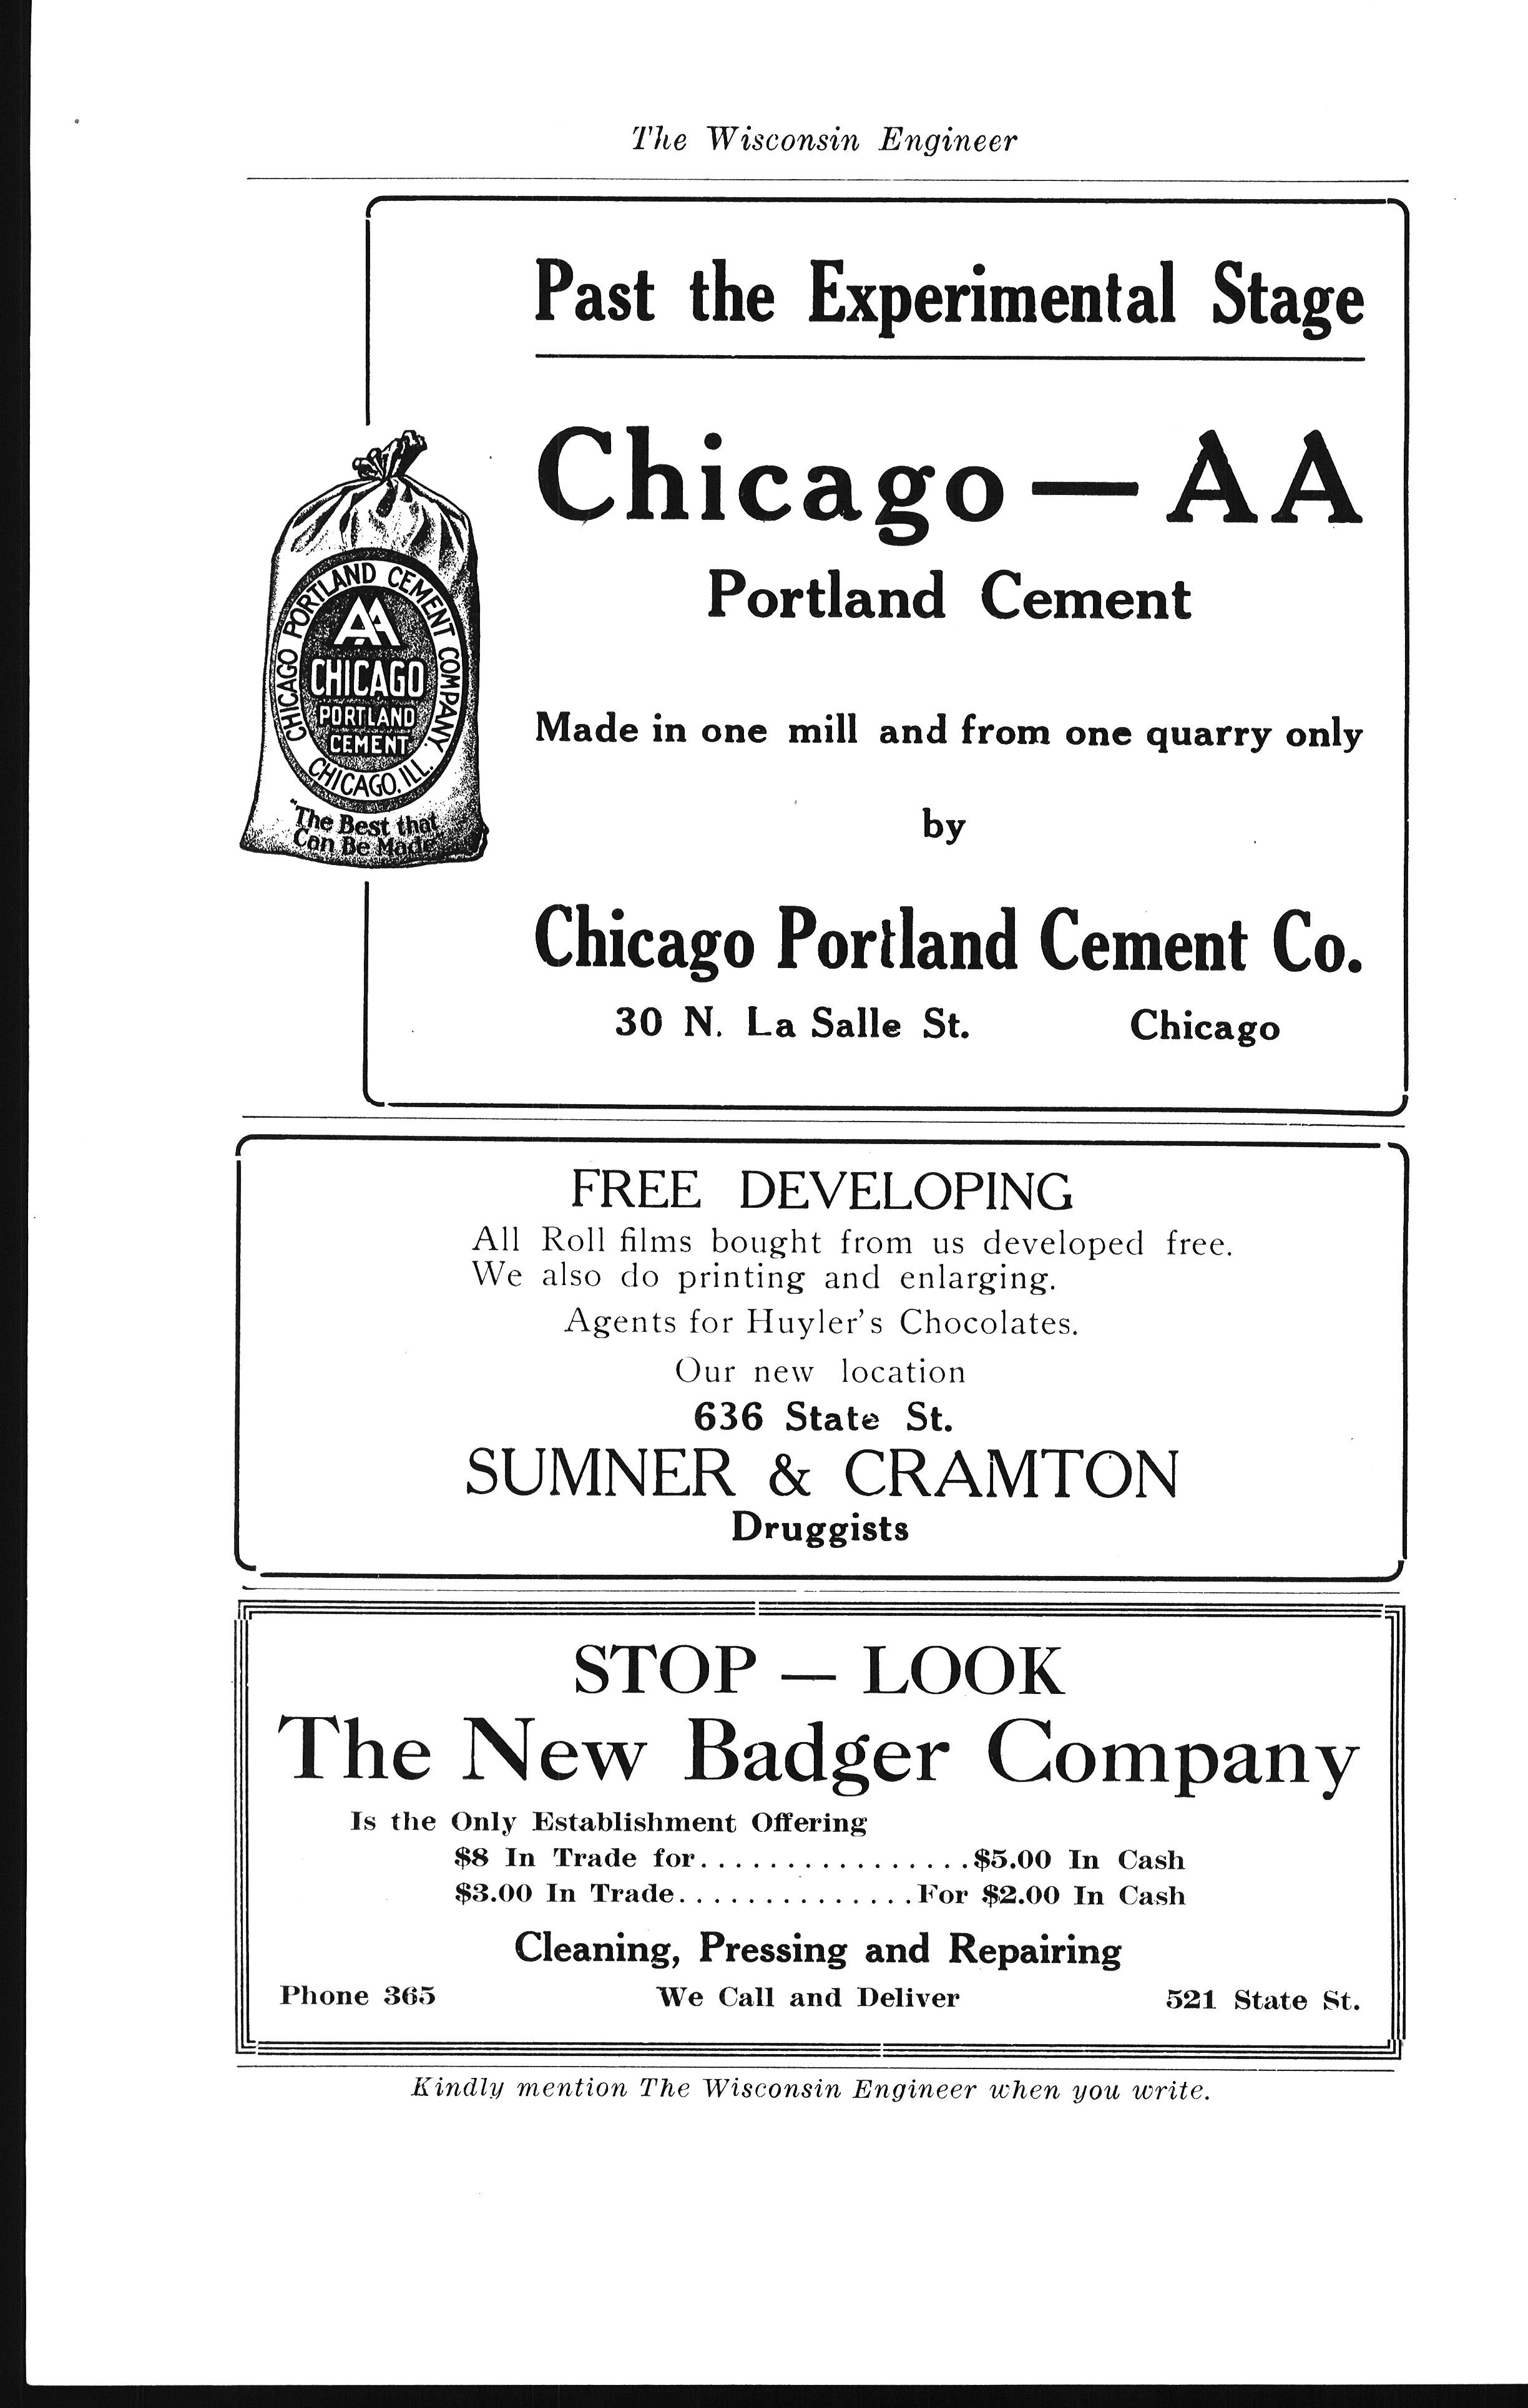 The Wisconsin Engineer
Past the Experimental Stage
Chicago — AA
Portland Cement
CHICAGO PORTLAND CEMENT COMPANY.
AA
CHICAGO
PORTLAND
CEMENT
CHICAGO. ILL.
"The Best that
Can Be Made"
Made in one mill and from one quarry only
by
Chicago Portland Cement Co.
30 N. La Salle St. Chicago
FREE DEVELOPING
All Roll films bought from us developed free.
We also do printing and enlarging.
Agents for Huyler's Chocolates.
Our new location
636 State St.
SUMNER & CRAMTON
Druggists
STOP — LOOK
The New Badger Company
Is the Only Establishment Offering
$8 In Trade for................$5.00 In Cash
$3.00 In Trade..............For $2.00 In Cash
Cleaning, Pressing and Repairing
Phone 365 We Call and Deliver 521 State St.
Kindly mention The Wisconsin Engineer when you write.